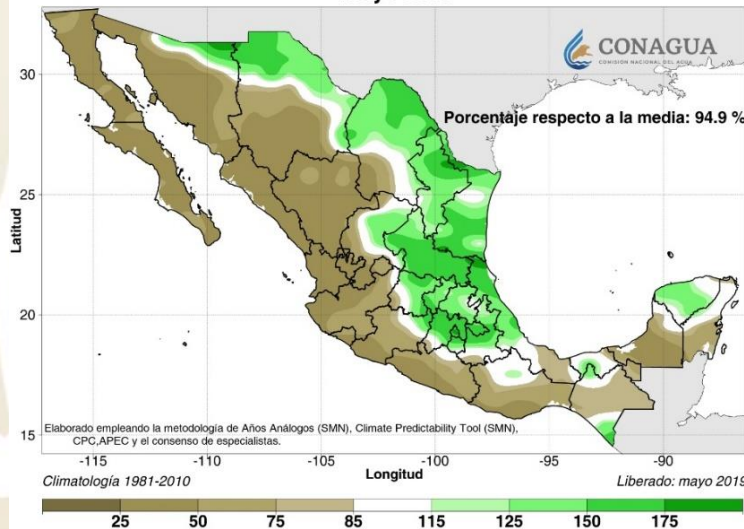 CONAGUA
COMISIÓN NACIONAL DEL AGUA
Porcentaje respecto a la media: 94.9 %
Latitud
30
25
20
15
Elaborado empleando la metodología de Años Análogos (SMN), Climate Predictability Tool (SMN),
CPC,APEC y el consenso de especialistas.
-115 -110 -105 -100 -95 -90
Climatología 1981-2010 Longitud Liberado: mayo 2019
25 50 75 85 115 125 150 175